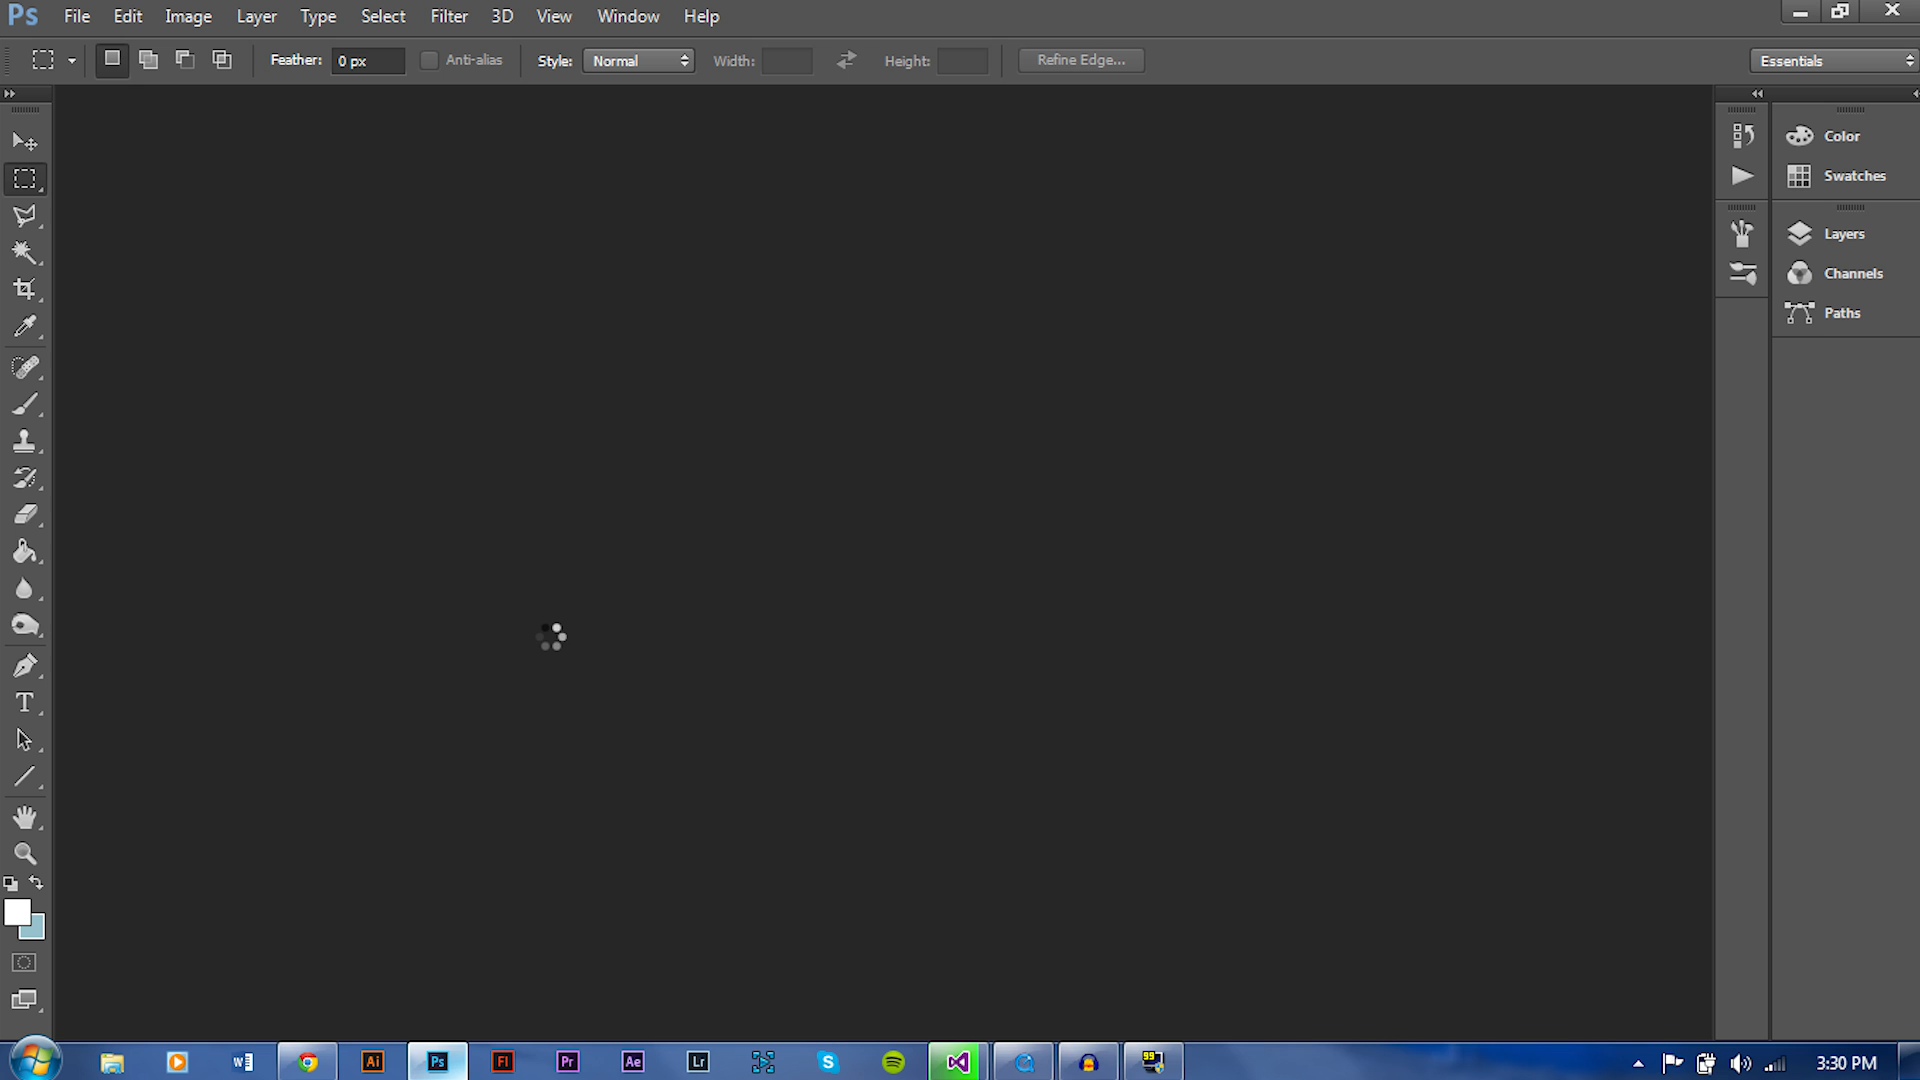 Ps File Edit Image Layer Type Select Filter 3D View Window Help
Feather: 0 px Anti-alias Style: Normal Width: Height: Refine Edge... Essentials
Color
Swatches
Layers
Channels
Paths
T
W Ai Ps Fl Pr Ae Lr S 99 3:30 PM